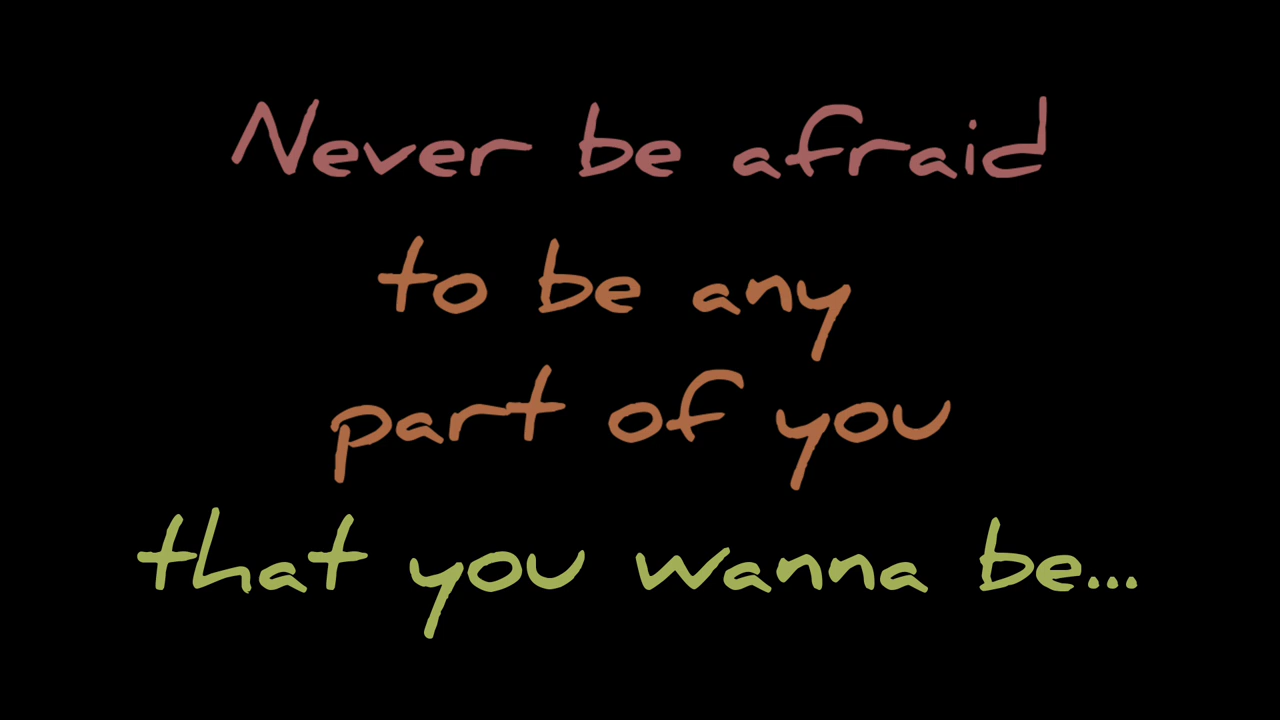 Never be afraid
to be any
part of you
that you wanna be...